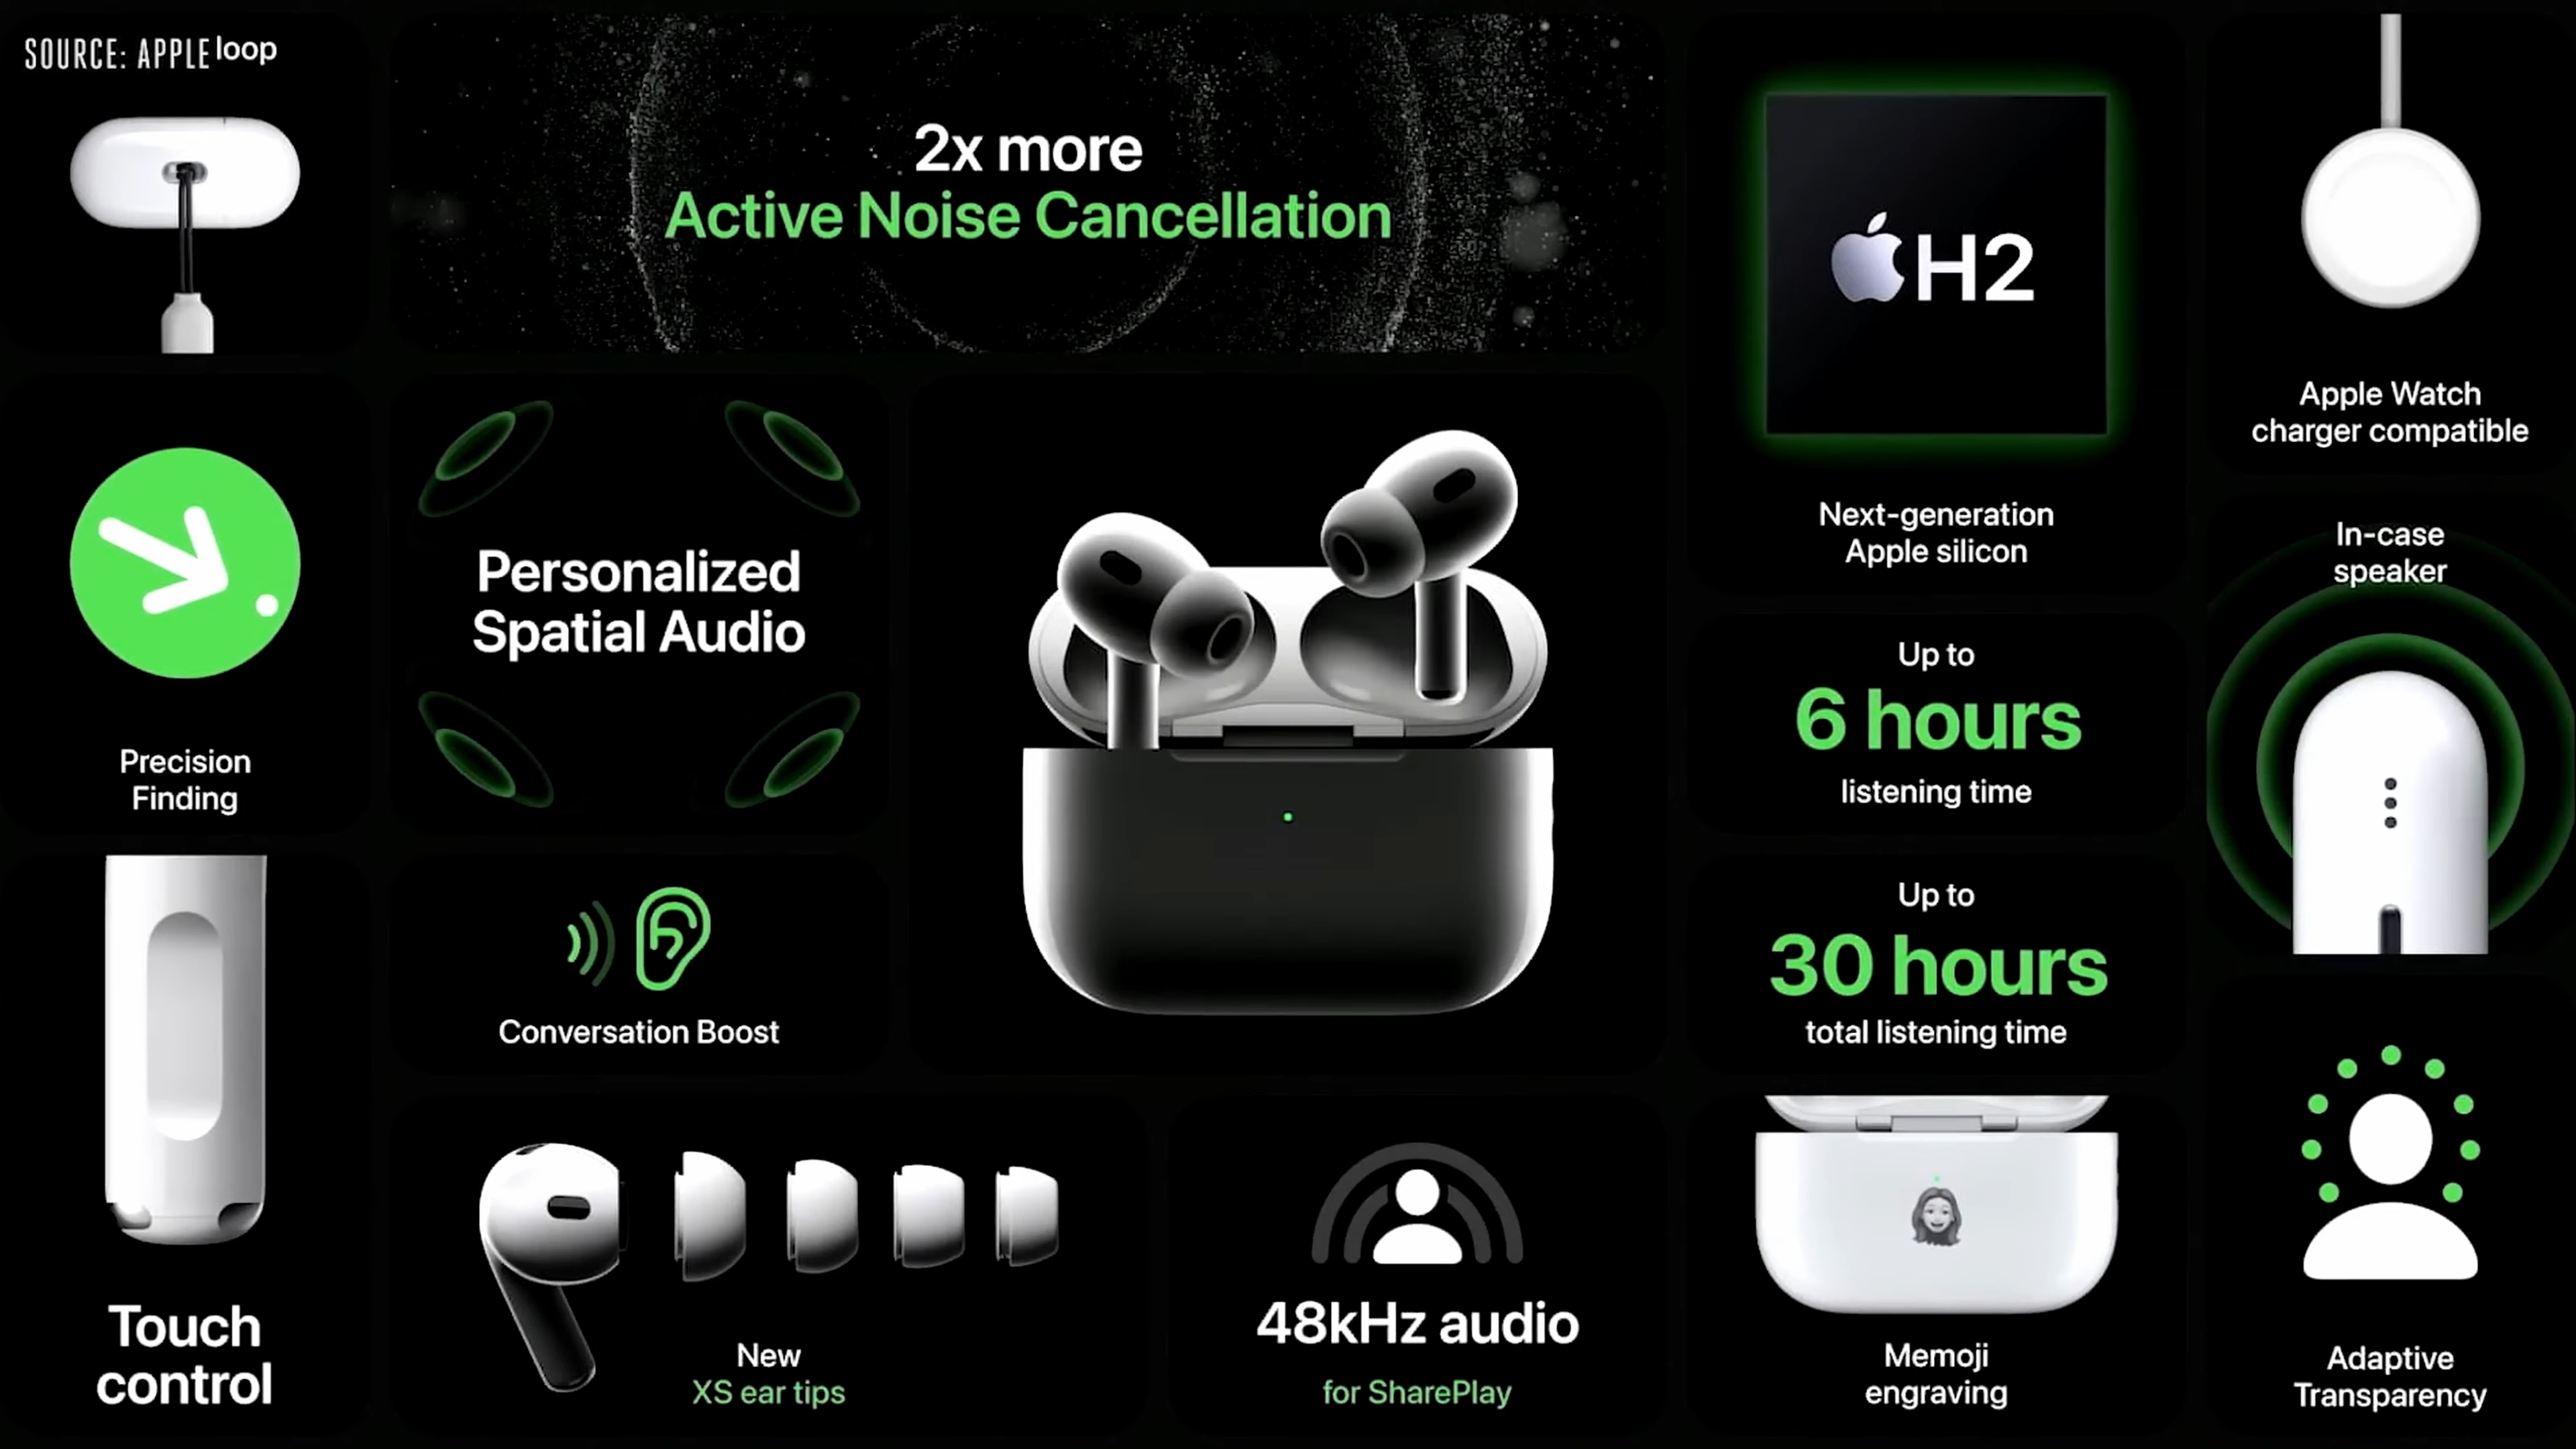 SOURCE: APPLE loop
2x more
Active Noise Cancellation
H2
Next-generation
Apple silicon
Apple Watch
charger compatible
Precision
Finding
Personalized
Spatial Audio
In-case
speaker
Up to
6 hours
listening time
Up to
30 hours
total listening time
Conversation Boost
Touch
control
New
XS ear tips
48kHz audio
for SharePlay
Memoji
engraving
Adaptive
Transparency